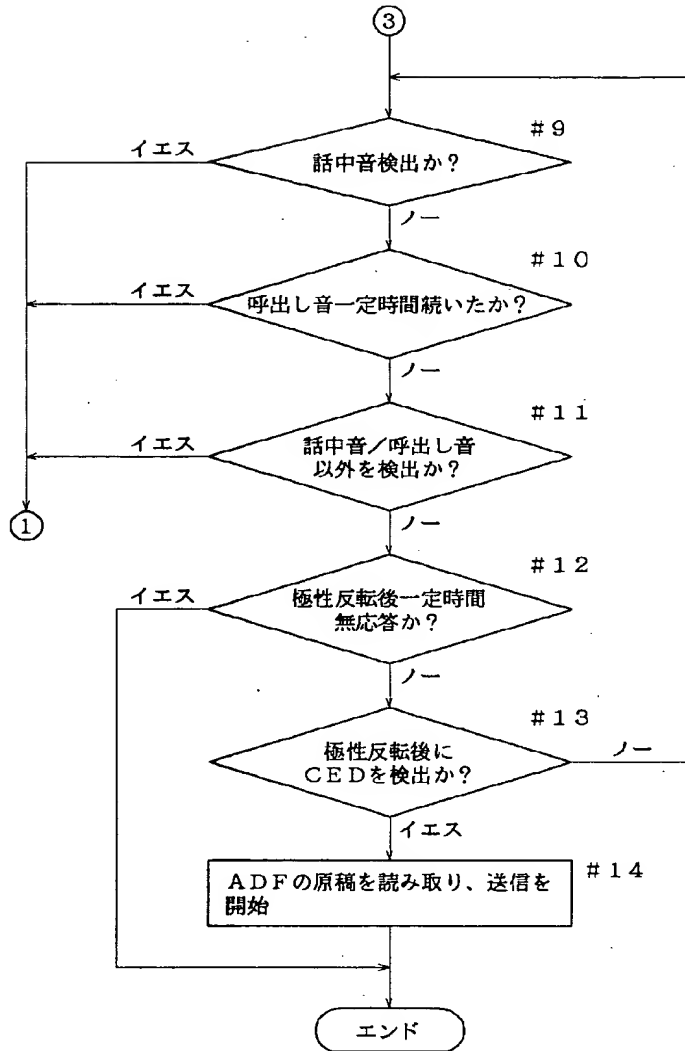 ③
#9
イエス
話中音検出か?
ノー
#10
イエス
呼出し音一定時間続いたか?
ノー
#11
イエス
話中音/呼出し音
以外を検出か?
①
ノー
#12
イエス
極性反転後一定時間
無応答か?
ノー
#13
極性反転後に
CEDを検出か?
ノー
イエス
#14
ADFの原稿を読み取り、送信を
開始
エンド